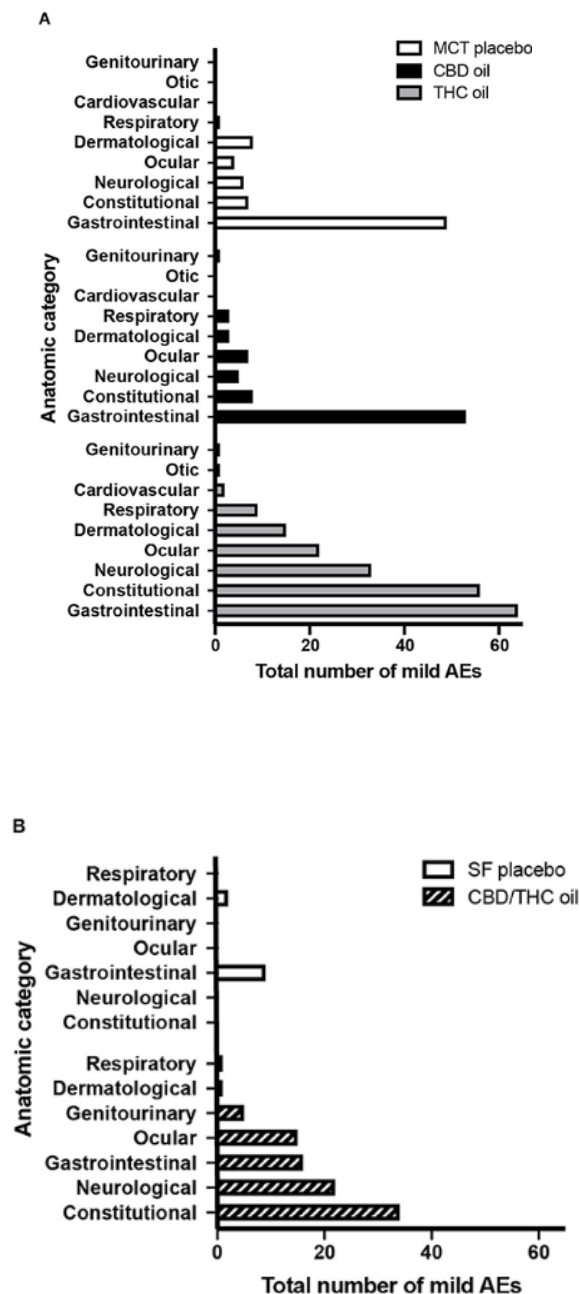 A
MCT placebo
CBD oil
THC oil
Anatomic category
Genitourinary
Otic
Cardiovascular
Respiratory
Dermatological
Ocular
Neurological
Constitutional
Gastrointestinal
Genitourinary
Otic
Cardiovascular
Respiratory
Dermatological
Ocular
Neurological
Constitutional
Gastrointestinal
Genitourinary
Otic
Cardiovascular
Respiratory
Dermatological
Ocular
Neurological
Constitutional
Gastrointestinal
0 20 40 60
Total number of mild AEs
B
SF placebo
CBD/THC oil
Anatomic category
Respiratory
Dermatological
Genitourinary
Ocular
Gastrointestinal
Neurological
Constitutional
Respiratory
Dermatological
Genitourinary
Ocular
Gastrointestinal
Neurological
Constitutional
0 20 40 60
Total number of mild AEs